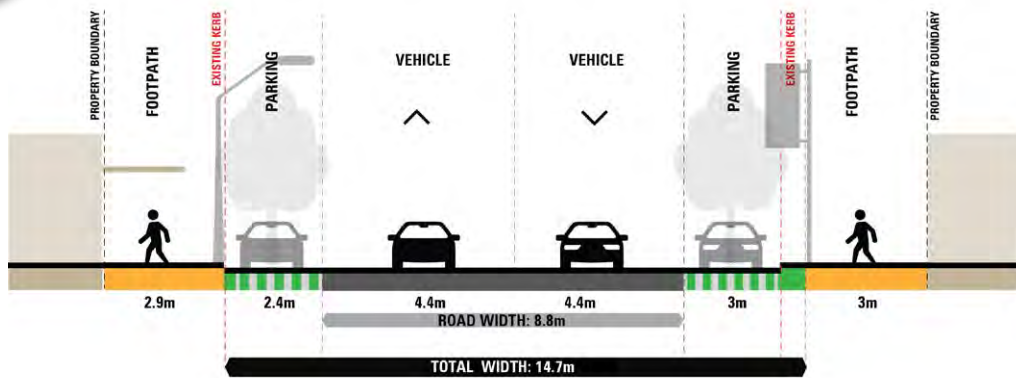 PROPERTY BOUNDARY
FOOTPATH
EXISTING KERB
PARKING
VEHICLE
VEHICLE
PARKING
EXISTING KERB
FOOTPATH
PROPERTY BOUNDARY
2.9m
2.4m
4.4m
4.4m
3m
3m
ROAD WIDTH: 8.8m
TOTAL WIDTH: 14.7m